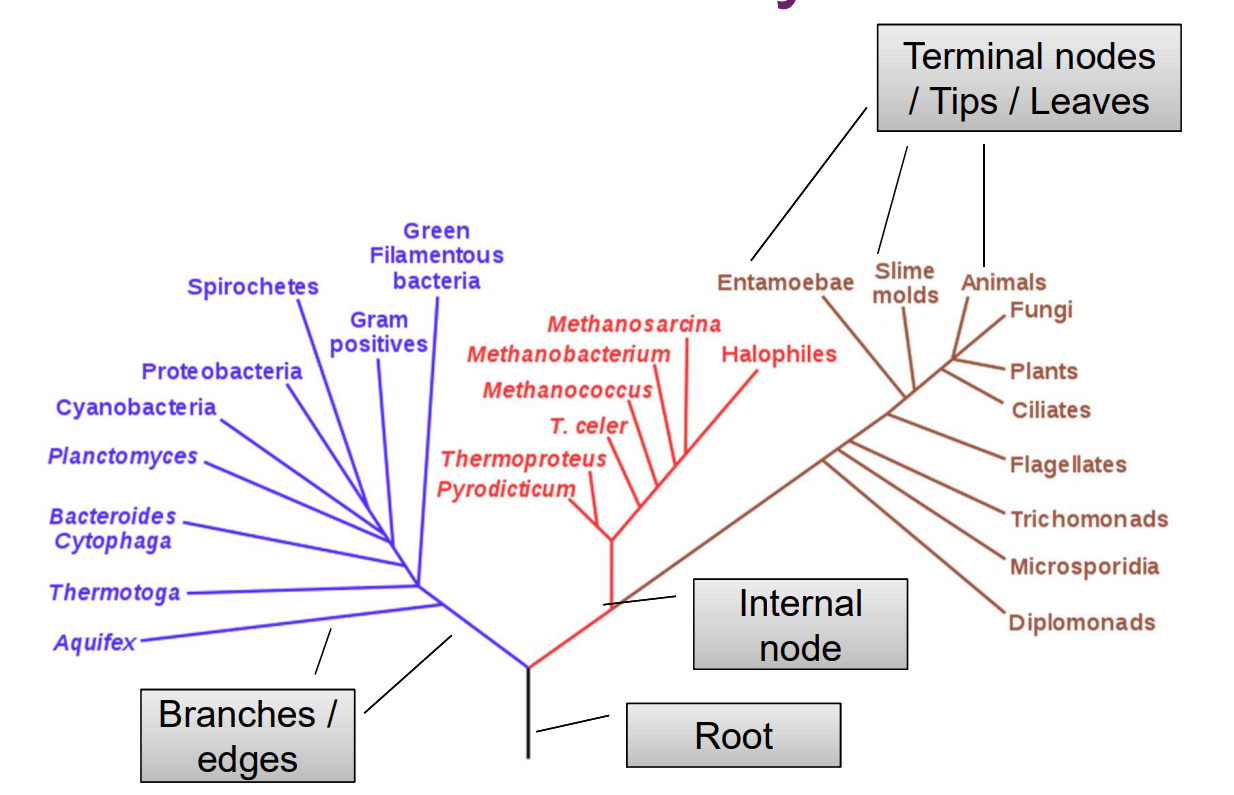 Terminal nodes
/ Tips / Leaves
Green
Filamentous
bacteria
Spirochetes
Gram
positives
Proteobacteria
Cyanobacteria
Planctomyces
Bacteroides
Cytophaga
Thermotoga
Aquifex
Methanosarcina
Methanobacterium
Halophiles
Methanococcus
T. celer
Thermoproteus
Pyrodicticum
Entamoebae
Slime
molds
Animals
Fungi
Plants
Ciliates
Flagellates
Trichomonads
Microsporidia
Diplomonads
Internal
node
Branches /
edges
Root